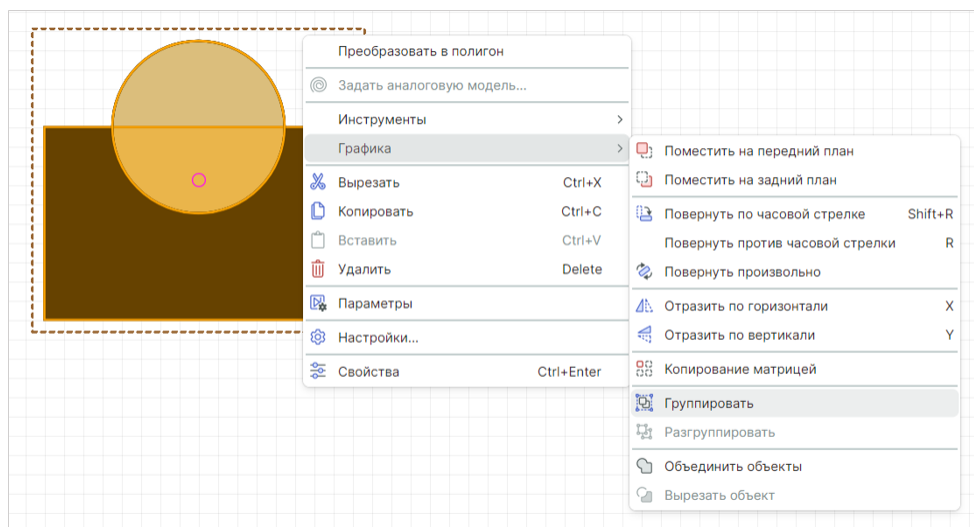 Преобразовать в полигон
Задать аналоговую модель...
Инструменты
Графика
Вырезать Ctrl+X
Копировать Ctrl+C
Вставить Ctrl+V
Удалить Delete
Параметры
Настройки...
Свойства Ctrl+Enter
Поместить на передний план
Поместить на задний план
Повернуть по часовой стрелке Shift+R
Повернуть против часовой стрелки R
Повернуть произвольно
Отразить по горизонтали X
Отразить по вертикали Y
Копирование матрицей
Группировать
Разгруппировать
Объединить объекты
Вырезать объект